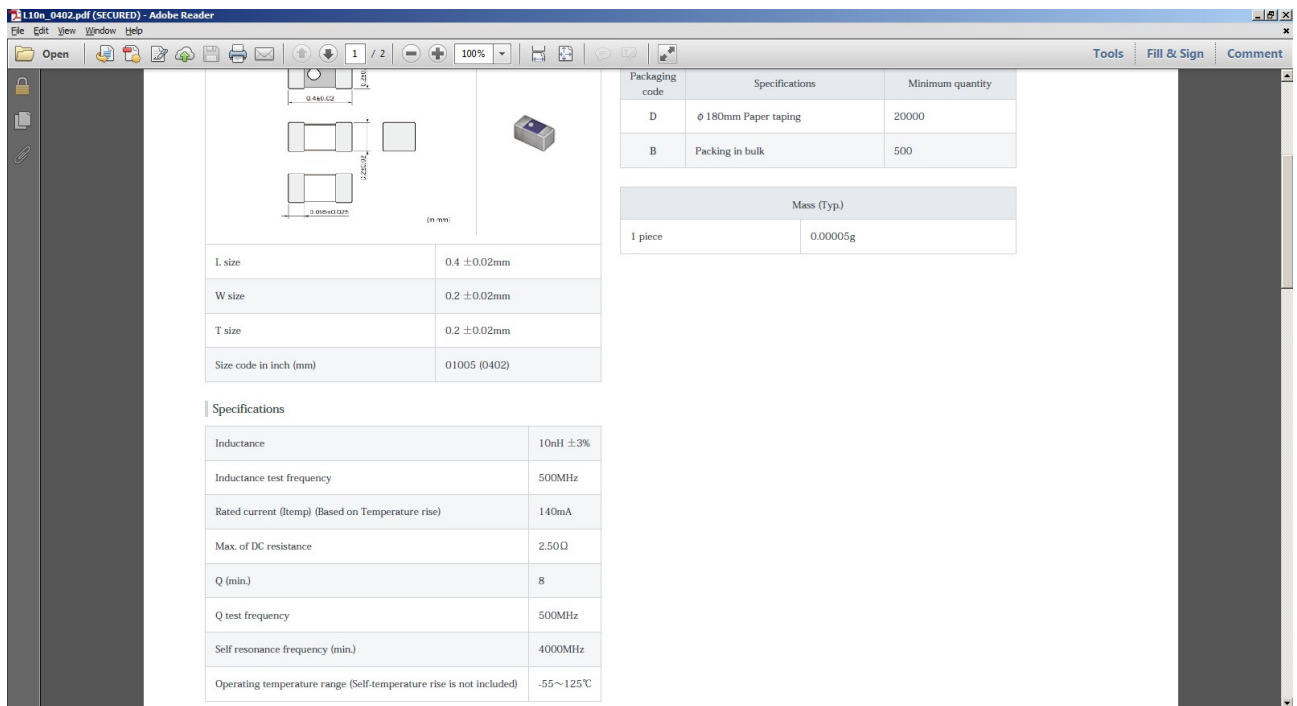 L10n_0402.pdf (SECURED) - Adobe Reader
File Edit View Window Help
Open 1 / 2 100% Tools Fill & Sign Comment
0.4±0.02
0.2±0.02
(in mm)
L size 0.4 ±0.02mm
W size 0.2 ±0.02mm
T size 0.2 ±0.02mm
Size code in inch (mm) 01005 (0402)
Specifications
Inductance 10nH ±3%
Inductance test frequency 500MHz
Rated current (Itemp) (Based on Temperature rise) 140mA
Max. of DC resistance 2.50Ω
Q (min.) 8
Q test frequency 500MHz
Self resonance frequency (min.) 4000MHz
Operating temperature range (Self-temperature rise is not included) -55~125℃
Packaging code Specifications Minimum quantity
D ϕ 180mm Paper taping 20000
B Packing in bulk 500
Mass (Typ.)
1 piece 0.00005g